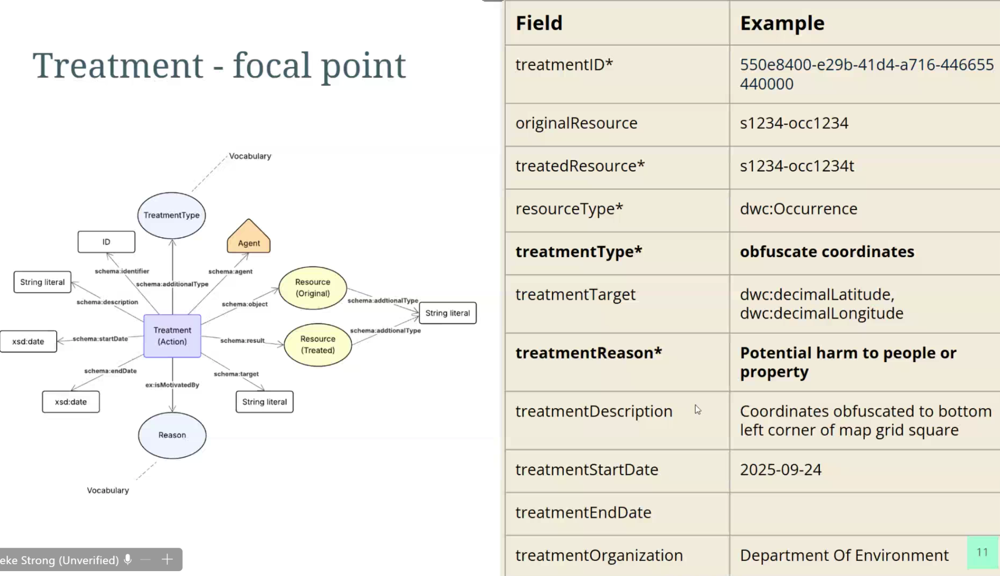 Treatment - focal point
Vocabulary
TreatmentType
ID
Agent
schema:identifier
schema:agent
String literal
schema:additionalType
Resource
(Original)
schema:description
schema:object
schema:addtionalType
String literal
Treatment
(Action)
schema:startDate
xsd:date
schema:result
Resource
(Treated)
schema:addtionalType
schema:endDate
schema:target
ex:isMotivatedBy
xsd:date
String literal
Reason
Vocabulary
eke Strong (Unverified)
Field Example
treatmentID* 550e8400-e29b-41d4-a716-446655
440000
originalResource s1234-occ1234
treatedResource* s1234-occ1234t
resourceType* dwc:Occurrence
treatmentType* obfuscate coordinates
treatmentTarget dwc:decimalLatitude,
dwc:decimalLongitude
treatmentReason* Potential harm to people or
property
treatmentDescription Coordinates obfuscated to bottom
left corner of map grid square
treatmentStartDate 2025-09-24
treatmentEndDate
treatmentOrganization Department Of Environment
11